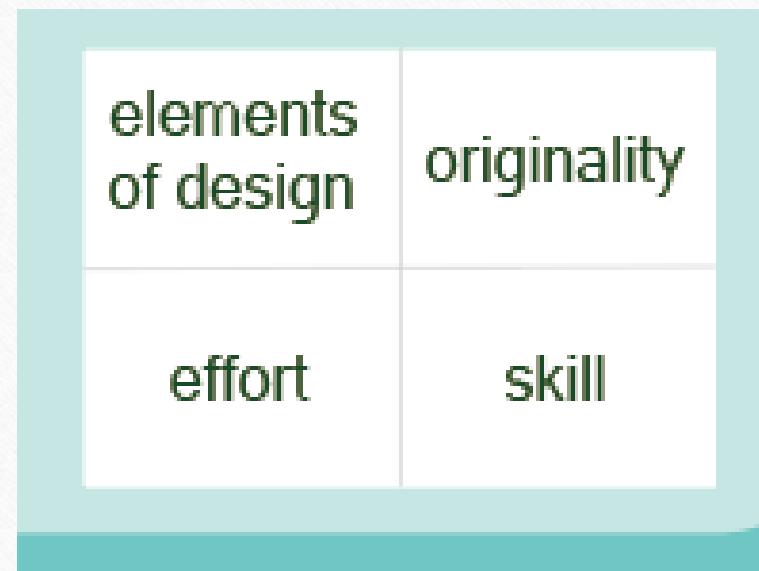 elements
of design
originality
effort
skill